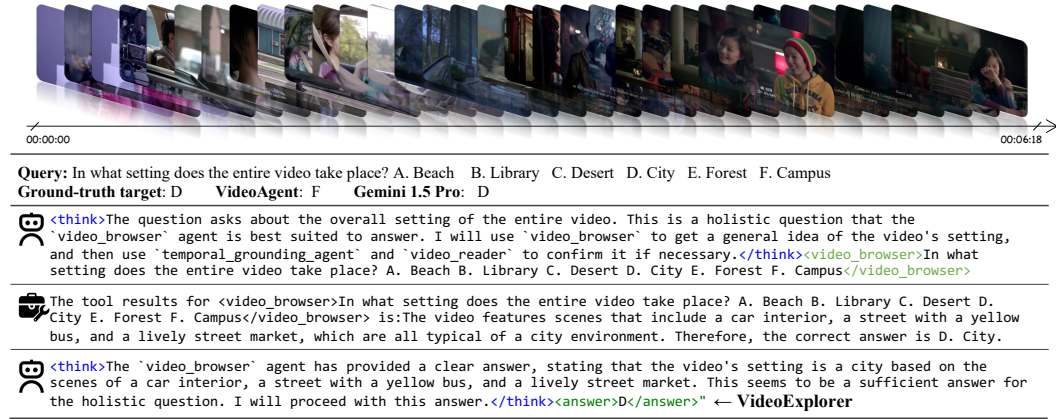 00:00:00
00:06:18
Query: In what setting does the entire video take place? A. Beach B. Library C. Desert D. City E. Forest F. Campus
Ground-truth target: D VideoAgent: F Gemini 1.5 Pro: D
<think>The question asks about the overall setting of the entire video. This is a holistic question that the
`video_browser` agent is best suited to answer. I will use `video_browser` to get a general idea of the video's setting,
and then use `temporal_grounding_agent` and `video_reader` to confirm it if necessary.</think><video_browser>In what
setting does the entire video take place? A. Beach B. Library C. Desert D. City E. Forest F. Campus</video_browser>
The tool results for <video_browser>In what setting does the entire video take place? A. Beach B. Library C. Desert D.
City E. Forest F. Campus</video_browser> is:The video features scenes that include a car interior, a street with a yellow
bus, and a lively street market, which are all typical of a city environment. Therefore, the correct answer is D. City.
<think>The `video_browser` agent has provided a clear answer, stating that the video's setting is a city based on the
scenes of a car interior, a street with a yellow bus, and a lively street market. This seems to be a sufficient answer for
the holistic question. I will proceed with this answer.</think><answer>D</answer>" ← VideoExplorer